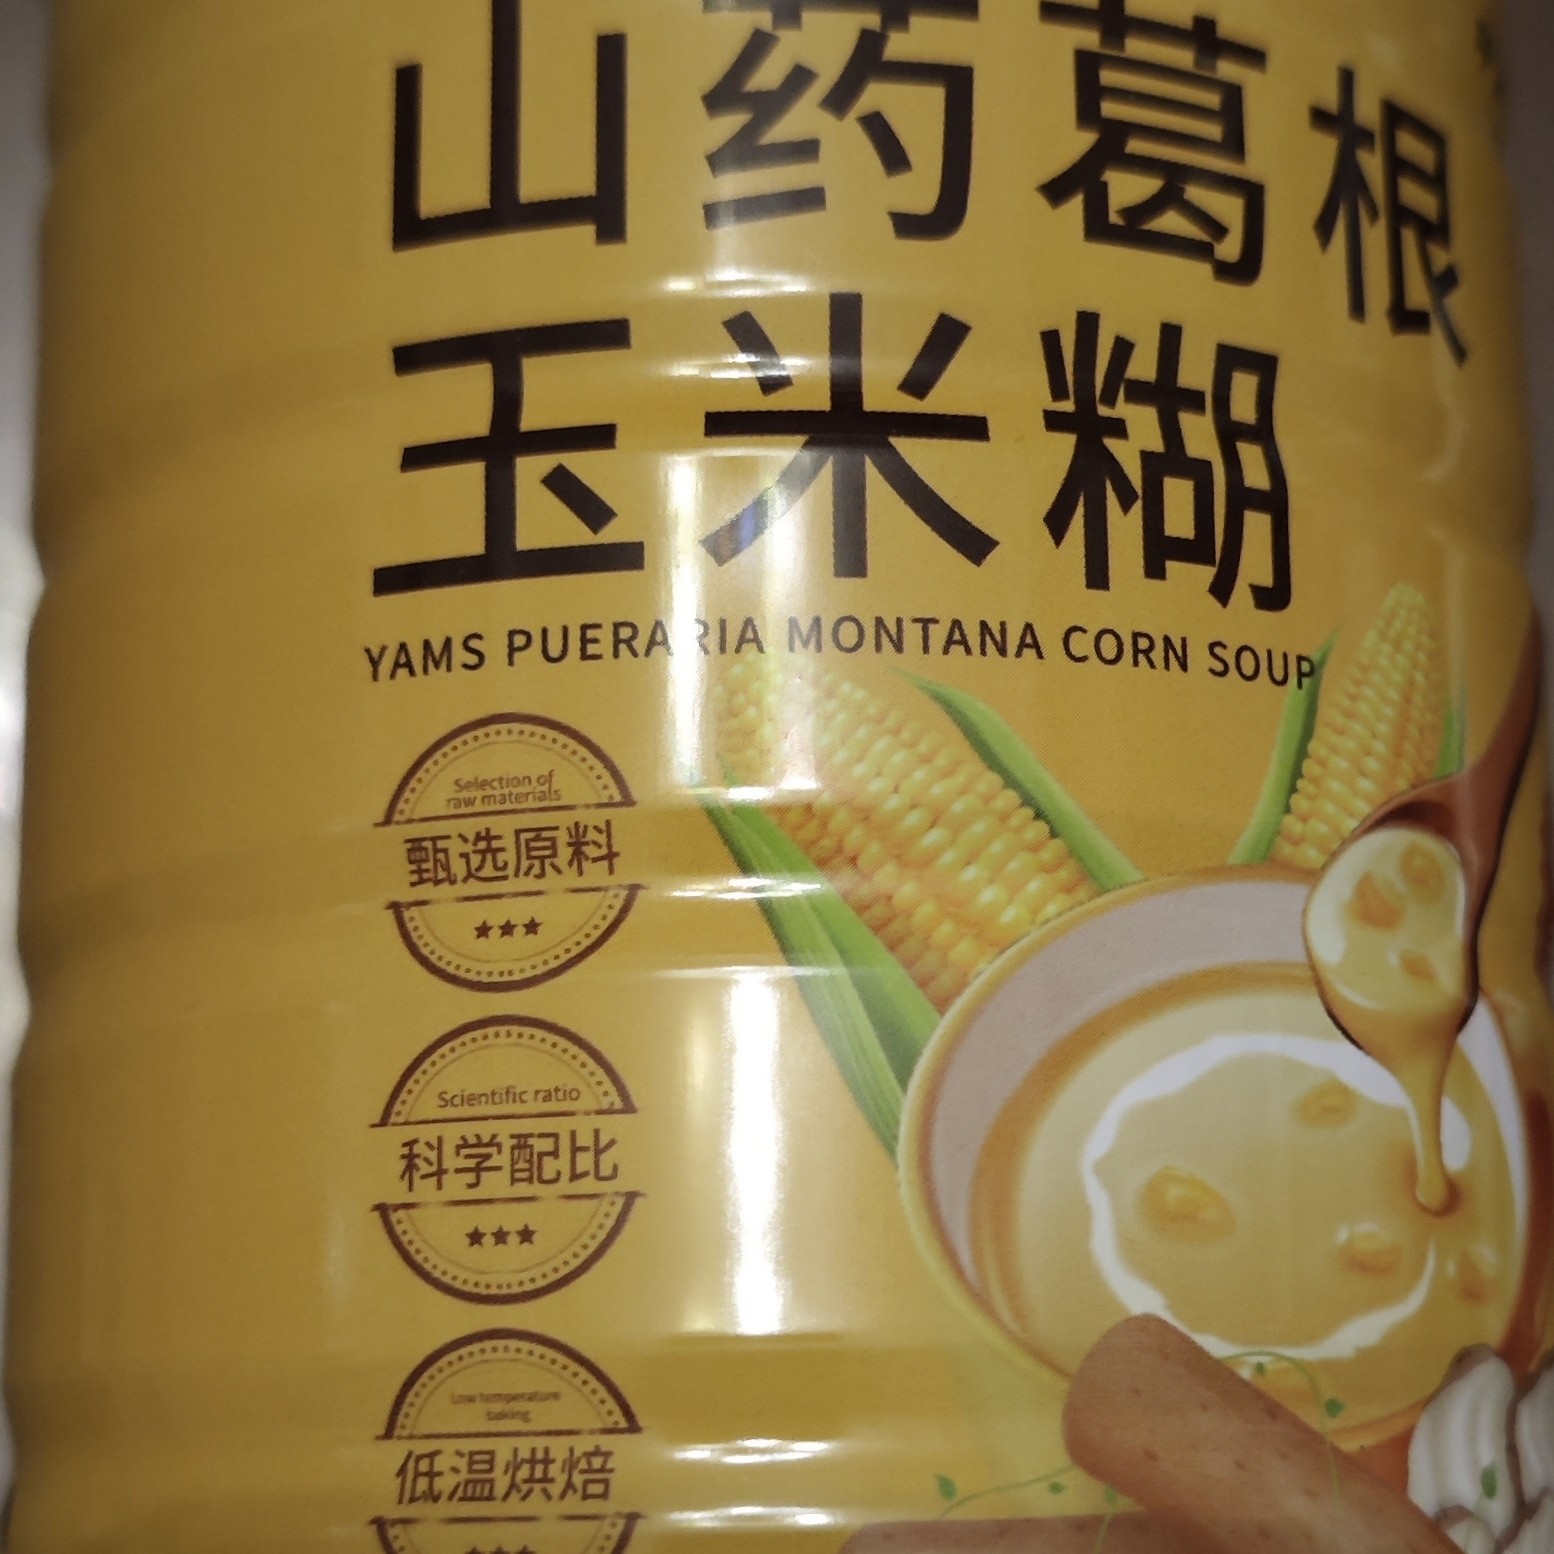 山药葛根
玉米糊
YAMS PUERARIA MONTANA CORN SOUP
Selection of
raw materials
甄选原料
Scientific ratio
科学配比
Low temperature
baking
低温烘焙